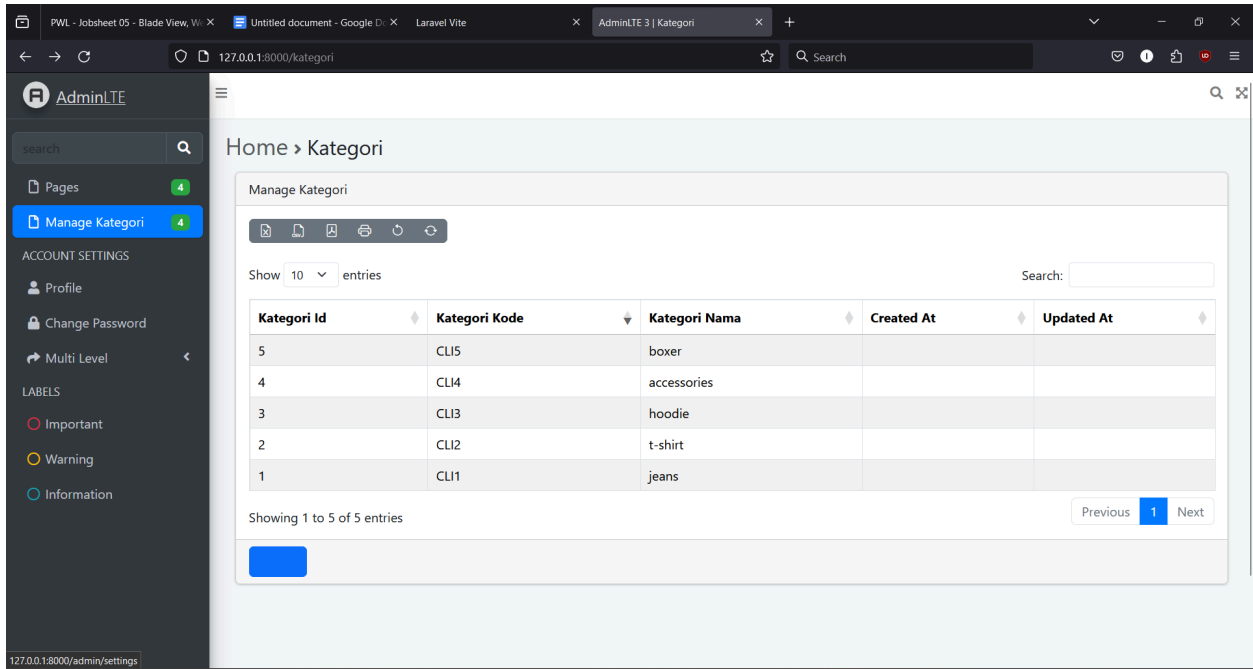 PWL - Jobsheet 05 - Blade View, We
Untitled document - Google Do
Laravel Vite
AdminLTE 3 | Kategori
127.0.0.1:8000/kategori
Search
AdminLTE
search
Home › Kategori
Pages 4
Manage Kategori 4
ACCOUNT SETTINGS
Profile
Change Password
Multi Level
LABELS
Important
Warning
Information
Manage Kategori
Show 10 entries
Search:
Kategori Id Kategori Kode Kategori Nama Created At Updated At
5 CLI5 boxer
4 CLI4 accessories
3 CLI3 hoodie
2 CLI2 t-shirt
1 CLI1 jeans
Showing 1 to 5 of 5 entries
Previous 1 Next
127.0.0.1:8000/admin/settings